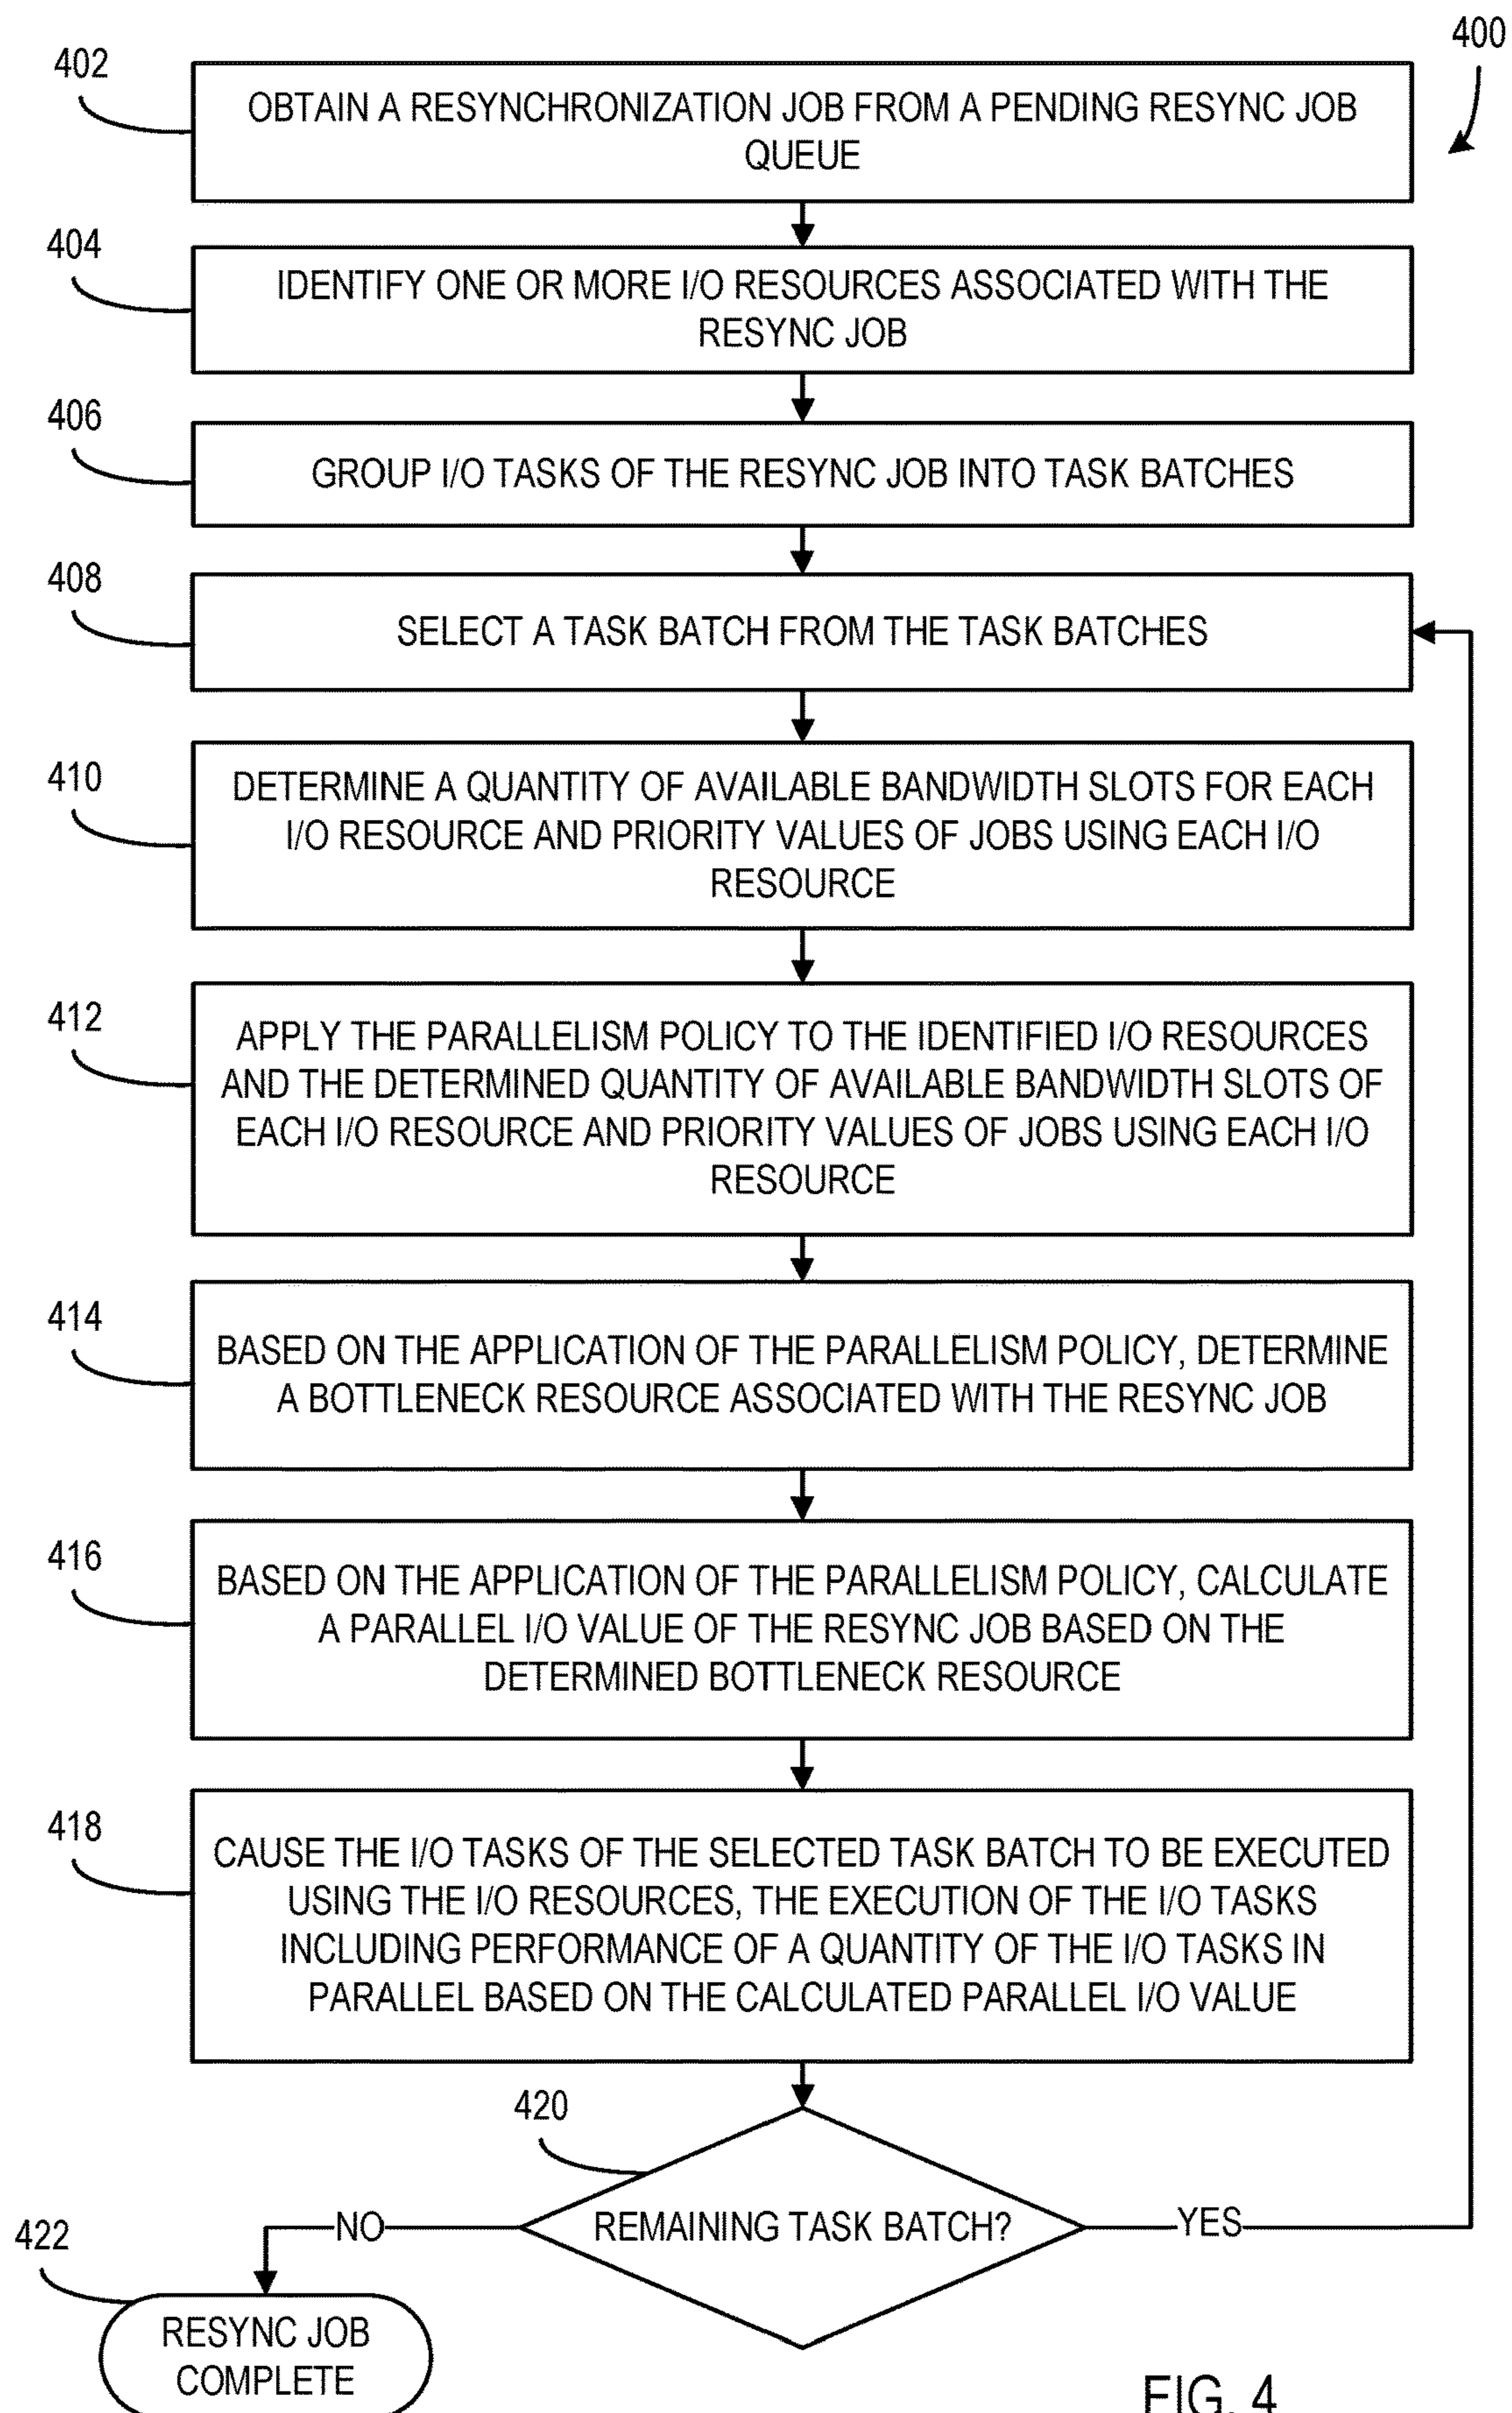 400
402
OBTAIN A RESYNCHRONIZATION JOB FROM A PENDING RESYNC JOB
QUEUE
404
IDENTIFY ONE OR MORE I/O RESOURCES ASSOCIATED WITH THE
RESYNC JOB
406
GROUP I/O TASKS OF THE RESYNC JOB INTO TASK BATCHES
408
SELECT A TASK BATCH FROM THE TASK BATCHES
410
DETERMINE A QUANTITY OF AVAILABLE BANDWIDTH SLOTS FOR EACH
I/O RESOURCE AND PRIORITY VALUES OF JOBS USING EACH I/O
RESOURCE
412
APPLY THE PARALLELISM POLICY TO THE IDENTIFIED I/O RESOURCES
AND THE DETERMINED QUANTITY OF AVAILABLE BANDWIDTH SLOTS OF
EACH I/O RESOURCE AND PRIORITY VALUES OF JOBS USING EACH I/O
RESOURCE
414
BASED ON THE APPLICATION OF THE PARALLELISM POLICY, DETERMINE
A BOTTLENECK RESOURCE ASSOCIATED WITH THE RESYNC JOB
416
BASED ON THE APPLICATION OF THE PARALLELISM POLICY, CALCULATE
A PARALLEL I/O VALUE OF THE RESYNC JOB BASED ON THE
DETERMINED BOTTLENECK RESOURCE
418
CAUSE THE I/O TASKS OF THE SELECTED TASK BATCH TO BE EXECUTED
USING THE I/O RESOURCES, THE EXECUTION OF THE I/O TASKS
INCLUDING PERFORMANCE OF A QUANTITY OF THE I/O TASKS IN
PARALLEL BASED ON THE CALCULATED PARALLEL I/O VALUE
420
REMAINING TASK BATCH?
NO
YES
422
RESYNC JOB
COMPLETE
FIG. 4